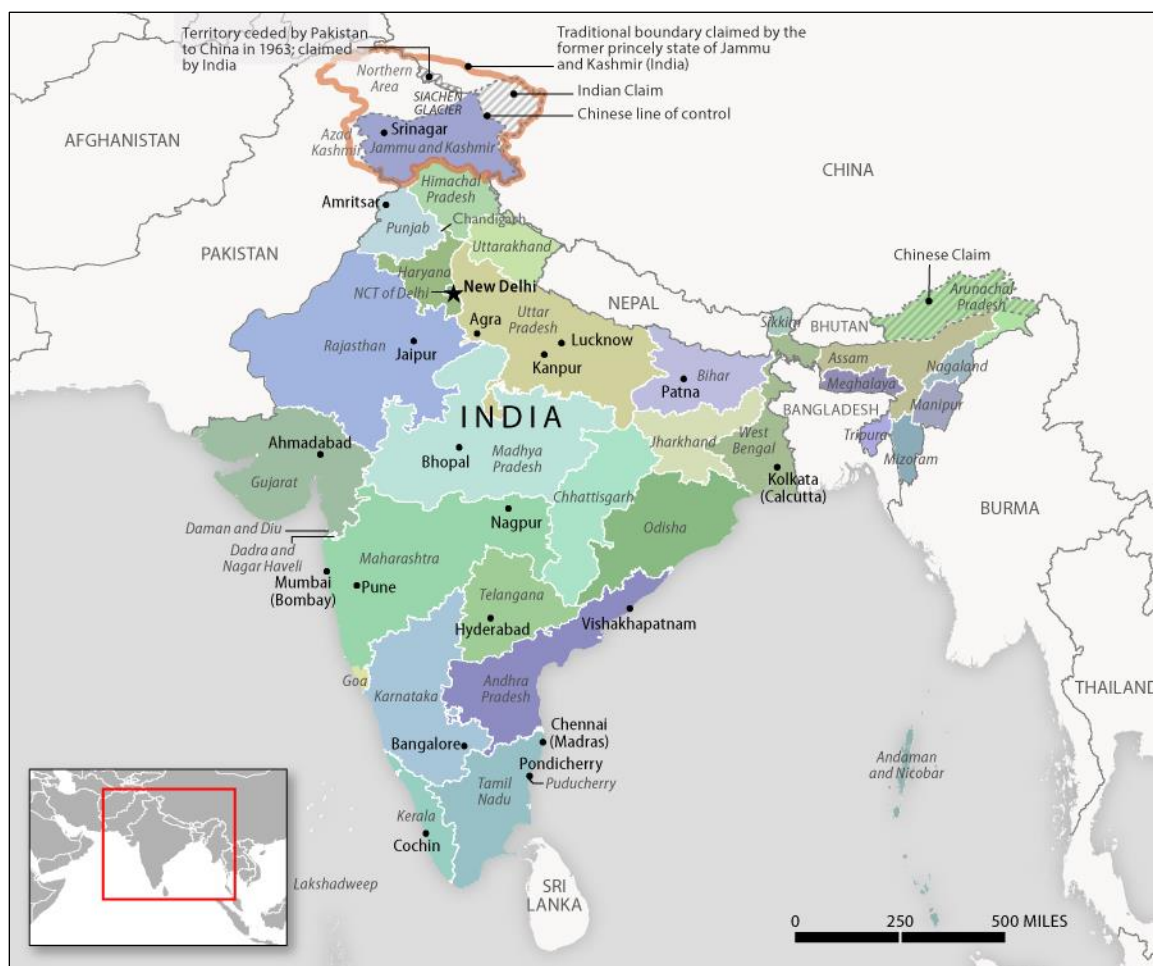 Territory ceded by Pakistan
to China in 1963; claimed
by India
Traditional boundary claimed by the
former princely state of Jammu
and Kashmir (India)
Northern
Area
SIACHEN
GLACIER
Indian Claim
Chinese line of control
AFGHANISTAN
Azad
Kashmir
Srinagar
Jammu and Kashmir
CHINA
Himachal
Pradesh
Amritsar
Punjab
Chandigarh
Uttarakhand
PAKISTAN
Haryana
NCT of Delhi
New Delhi
NEPAL
Chinese Claim
Arunachal
Pradesh
Sikkim
BHUTAN
Agra
Uttar
Pradesh
Lucknow
Kanpur
Rajasthan
Jaipur
Bihar
Patna
Assam
Nagaland
Meghalaya
Manipur
BANGLADESH
Tripura
Mizoram
INDIA
Ahmadabad
Gujarat
Bhopal
Madhya
Pradesh
Jharkhand
West
Bengal
Kolkata
(Calcutta)
Chhattisgarh
BURMA
Nagpur
Odisha
Daman and Diu
Dadra and
Nagar Haveli
Maharashtra
Mumbai
(Bombay)
Pune
Telangana
Hyderabad
Vishakhapatnam
Goa
Karnataka
Andhra
Pradesh
THAILAND
Bangalore
Chennai
(Madras)
Pondicherry
Puducherry
Tamil
Nadu
Andaman
and Nicobar
Kerala
Cochin
Lakshadweep
SRI
LANKA
0 250 500 MILES